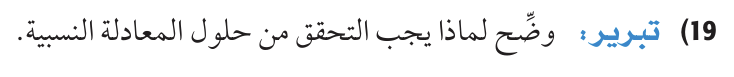 19) تبرير: وضِّح لماذا يجب التحقق من حلول المعادلة النسبية.